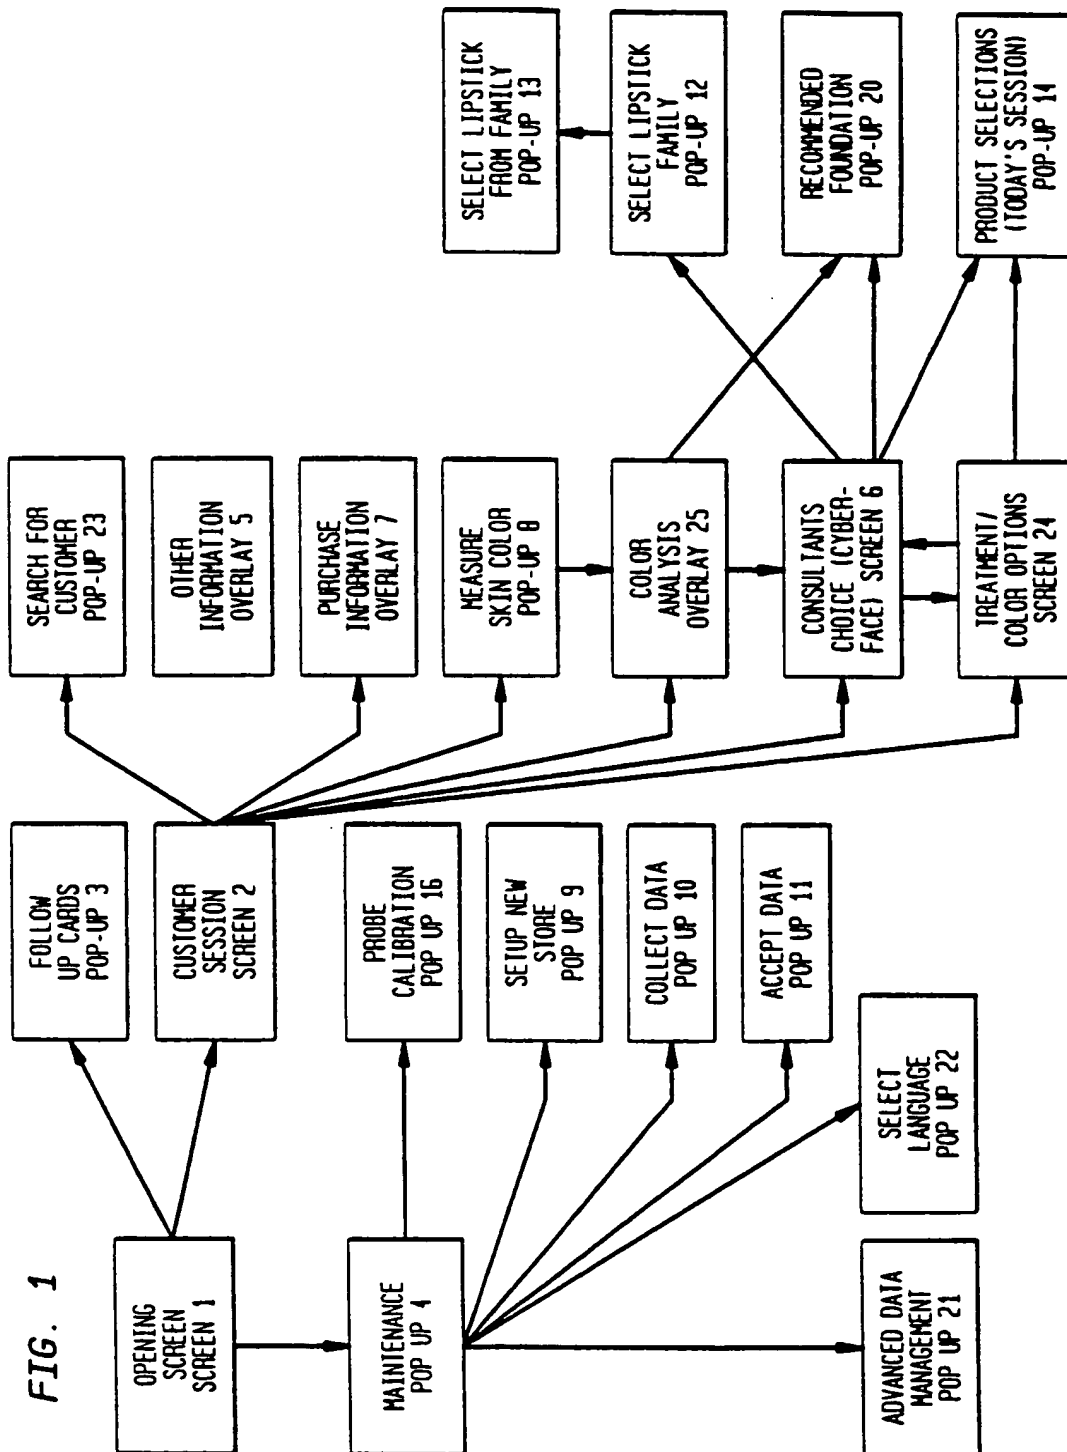 FIG. 1
OPENING
SCREEN
SCREEN 1
MAINTENANCE
POP UP 4
ADVANCED DATA
MANAGEMENT
POP UP 21
FOLLOW
UP CARDS
POP-UP 3
CUSTOMER
SESSION
SCREEN 2
PROBE
CALIBRATION
POP UP 16
SETUP NEW
STORE
POP UP 9
COLLECT DATA
POP UP 10
ACCEPT DATA
POP UP 11
SELECT
LANGUAGE
POP UP 22
SEARCH FOR
CUSTOMER
POP-UP 23
OTHER
INFORMATION
OVERLAY 5
PURCHASE
INFORMATION
OVERLAY 7
MEASURE
SKIN COLOR
POP-UP 8
COLOR
ANALYSIS
OVERLAY 25
CONSULTANTS
CHOICE (CYBER-
FACE) SCREEN 6
TREATMENT/
COLOR OPTIONS
SCREEN 24
SELECT LIPSTICK
FROM FAMILY
POP-UP 13
SELECT LIPSTICK
FAMILY
POP-UP 12
RECOMMENDED
FOUNDATION
POP-UP 20
PRODUCT SELECTIONS
(TODAY'S SESSION)
POP-UP 14